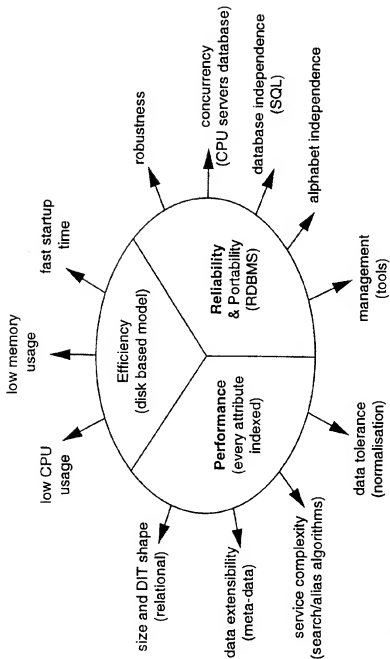 low CPU
usage
low memory
usage
fast startup
time
robustness
concurrency
(CPU servers database)
database independence
(SQL)
alphabet independence
management
(tools)
data tolerance
(normalisation)
service complexity
(search/alias algorithms)
data extensibility
(meta-data)
size and DIT shape
(relational)
Efficiency
(disk based model)
Reliability
& Portability
(RDBMS)
Performance
(every attribute
indexed)